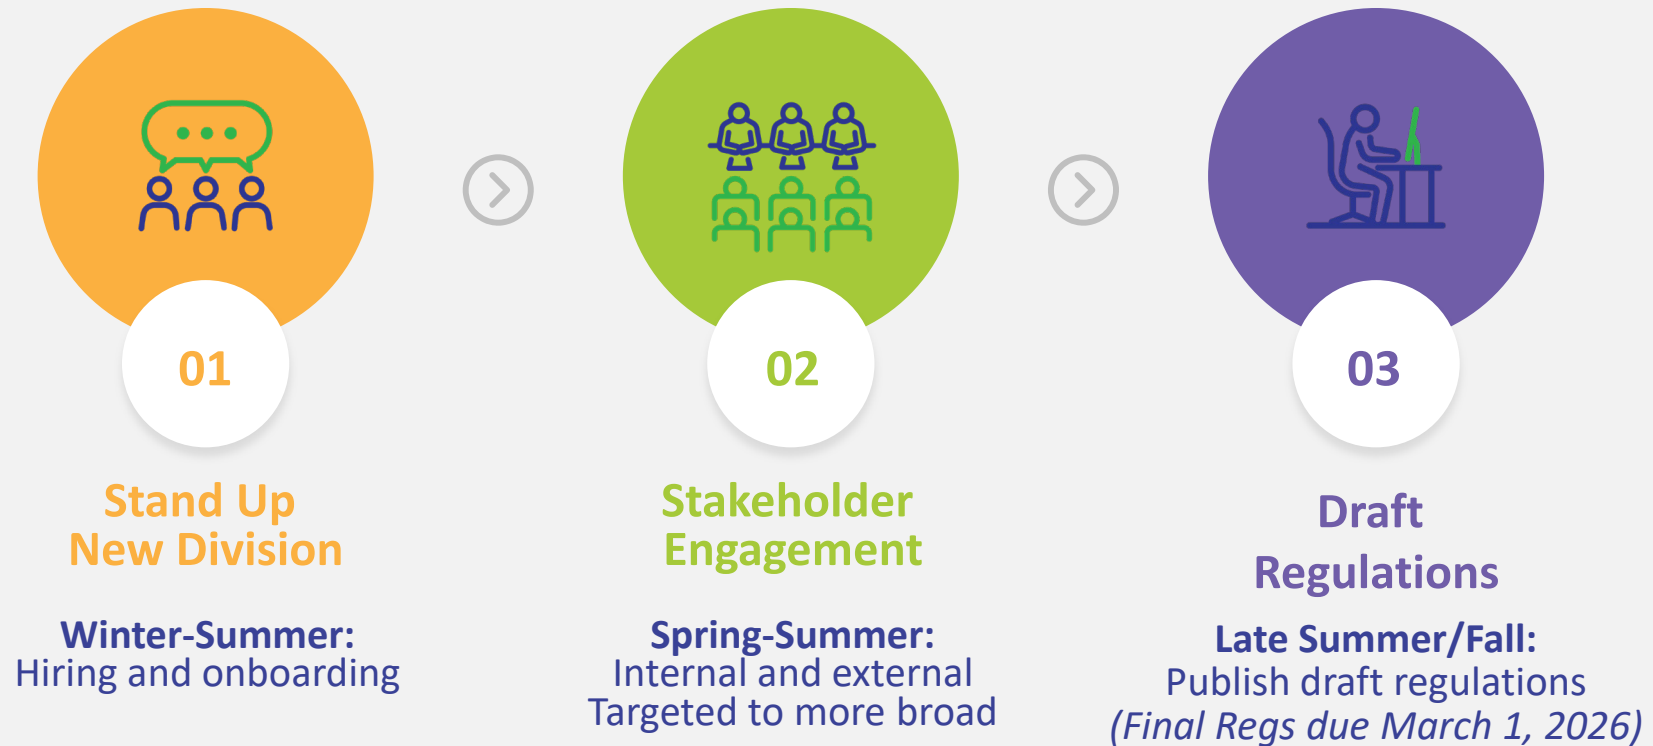 01
Stand Up
New Division
Winter-Summer:
Hiring and onboarding
02
Stakeholder
Engagement
Spring-Summer:
Internal and external
Targeted to more broad
03
Draft
Regulations
Late Summer/Fall:
Publish draft regulations
(Final Regs due March 1, 2026)